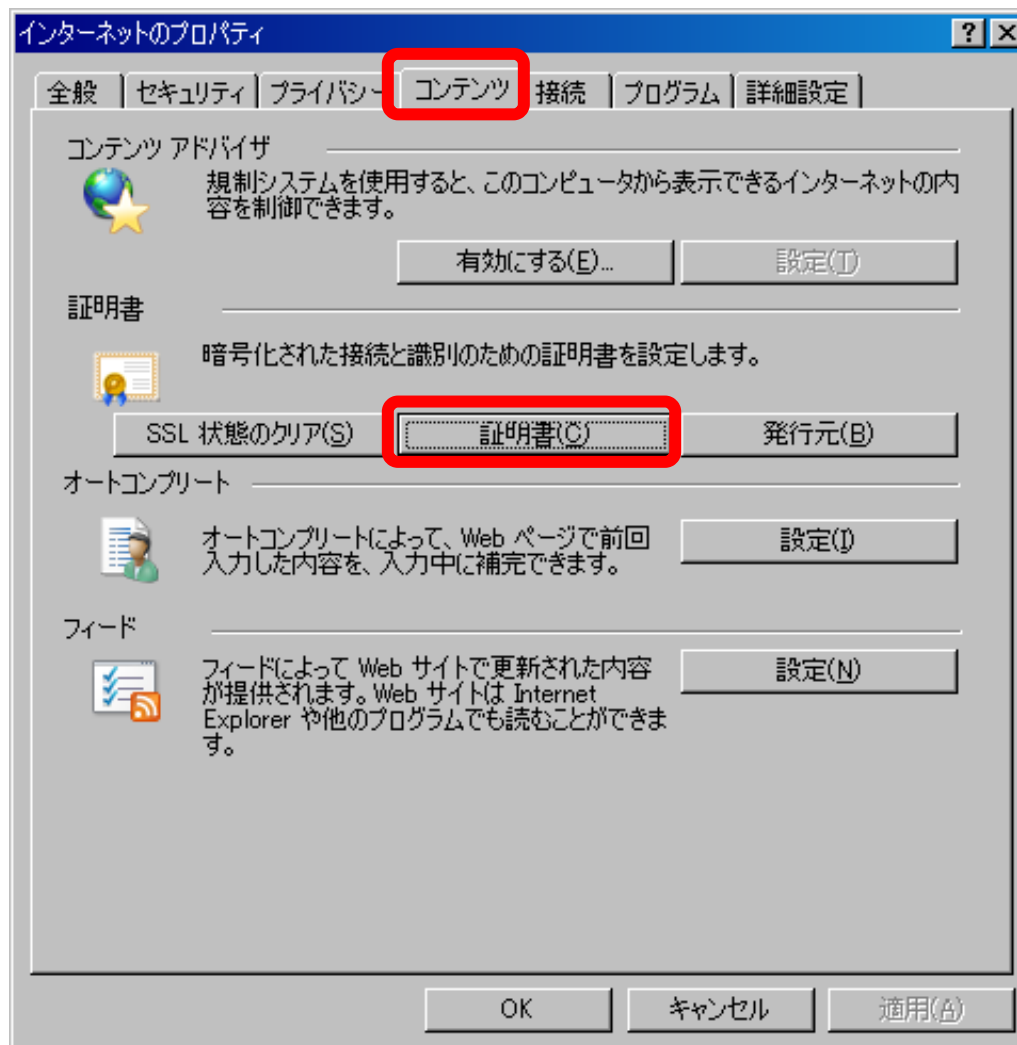 インターネットのプロパティ
全般 セキュリティ プライバシー コンテンツ 接続 プログラム 詳細設定
コンテンツ アドバイザ
規制システムを使用すると、このコンピュータから表示できるインターネットの内
容を制御できます。
有効にする(E)... 設定(T)
証明書
暗号化された接続と識別のための証明書を設定します。
SSL 状態のクリア(S) 証明書(C) 発行元(B)
オートコンプリート
オートコンプリートによって、Web ページで前回
入力した内容を、入力中に補完できます。
設定(I)
フィード
フィードによって Web サイトで更新された内容
が提供されます。Web サイトは Internet
Explorer や他のプログラムでも読むことができま
す。
設定(N)
OK キャンセル 適用(A)